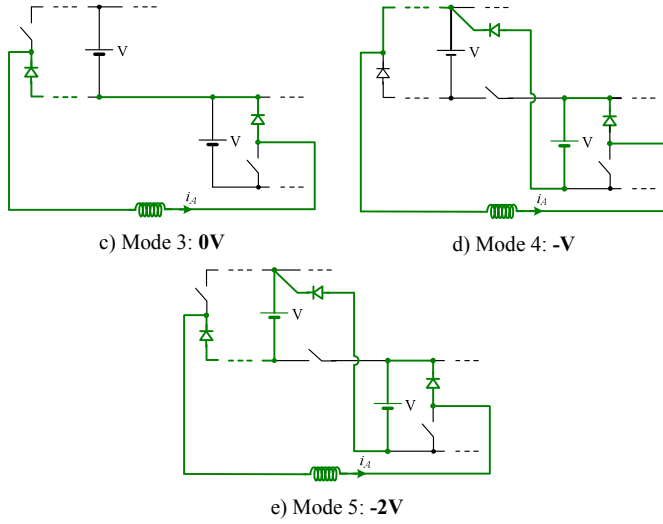 V
V
V
V
i_A
i_A
c) Mode 3: 0V
d) Mode 4: -V
V
V
i_A
e) Mode 5: -2V